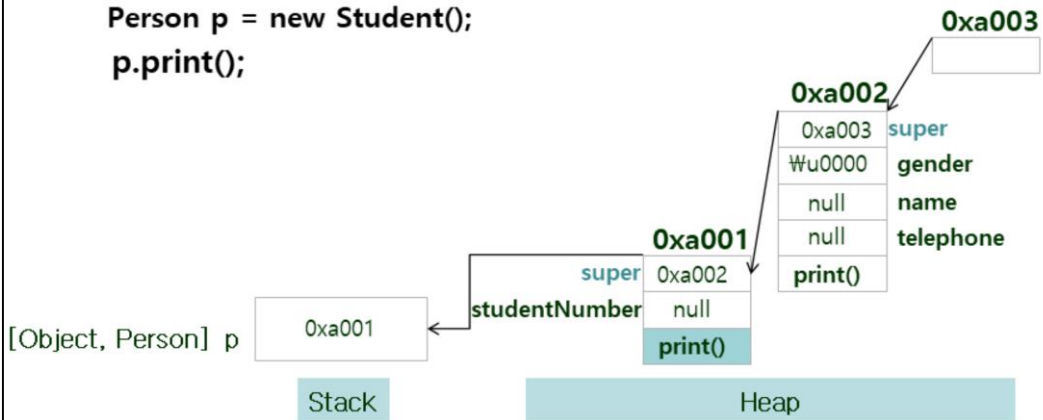 Person p = new Student();
p.print();
0xa003
0xa002
0xa003 super
₩u0000 gender
null name
null telephone
print()
0xa001
super 0xa002
studentNumber null
print()
[Object, Person] p 0xa001
Stack Heap